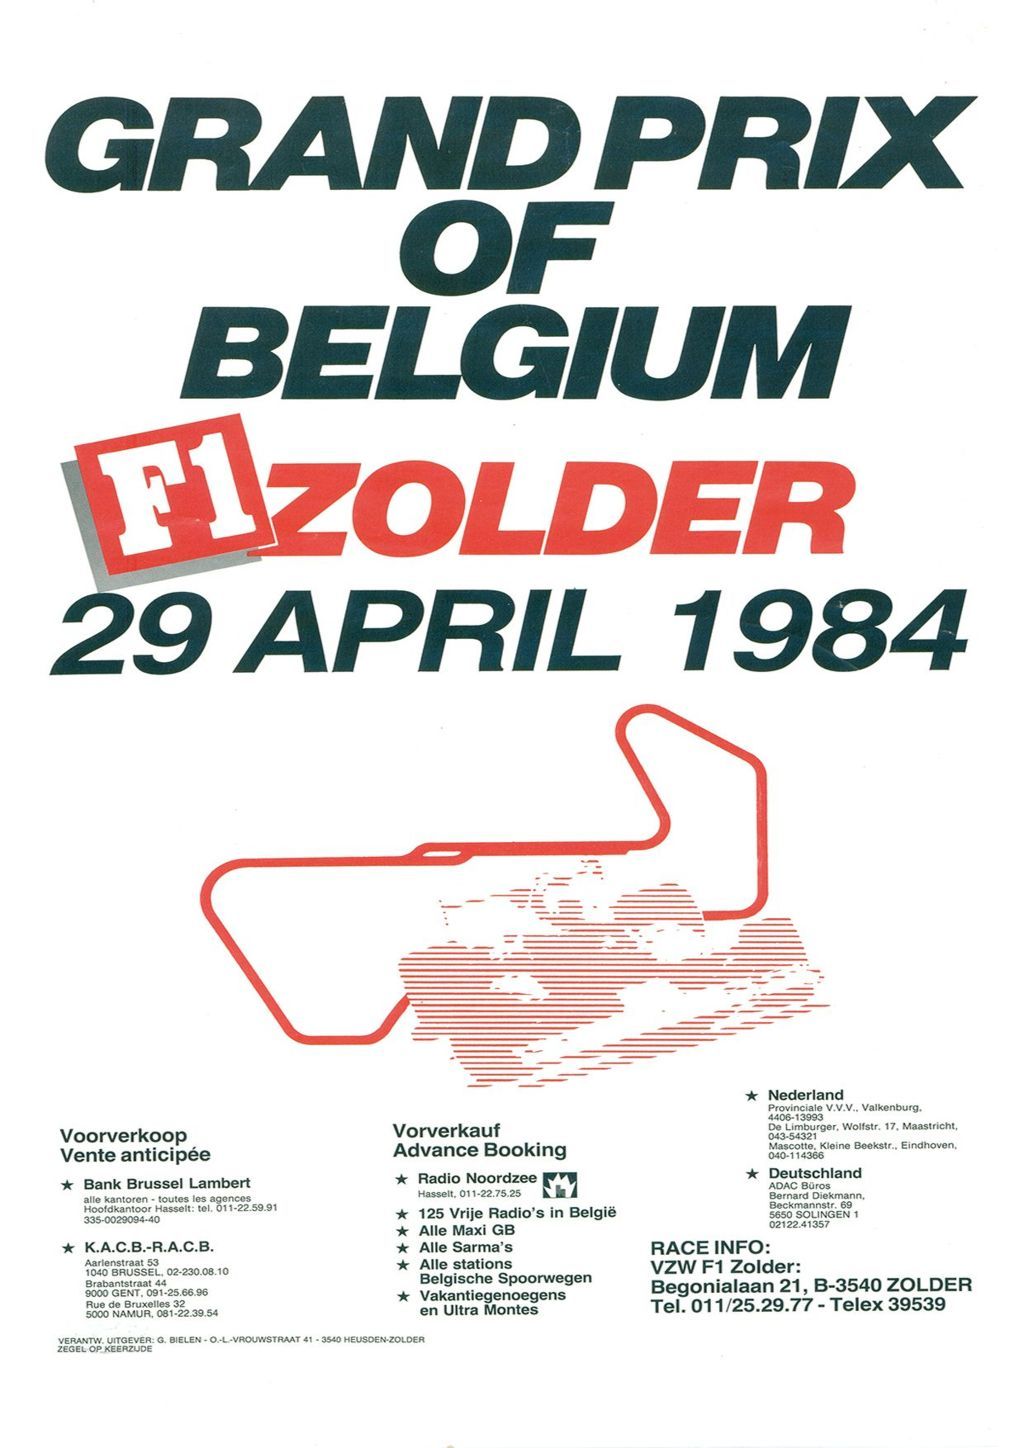 GRAND PRIX
OF
BELGIUM
F1 ZOLDER
29 APRIL 1984
Voorverkoop
Vente anticipée
★ Bank Brussel Lambert
alle kantoren - toutes les agences
Hoofdkantoor Hasselt: tel. 011-22.59.91
335-0029094-40
★ K.A.C.B.-R.A.C.B.
Aarlenstraat 53
1040 BRUSSEL, 02-230.08.10
Brabantstraat 44
9000 GENT, 091-25.66.96
Rue de Bruxelles 32
5000 NAMUR, 081-22.39.54
Vorverkauf
Advance Booking
★ Radio Noordzee
Hasselt, 011-22.75.25
★ 125 Vrije Radio's in België
★ Alle Maxi GB
★ Alle Sarma's
★ Alle stations
Belgische Spoorwegen
★ Vakantiegenoegens
en Ultra Montes
★ Nederland
Provinciale V.V.V., Valkenburg,
4406-13993
De Limburger, Wolfstr. 17, Maastricht,
043-54321
Mascotte, Kleine Beekstr., Eindhoven,
040-114366
★ Deutschland
ADAC Büros
Bernard Diekmann,
Beckmannstr. 69
5650 SOLINGEN 1
02122.41357
RACE INFO:
VZW F1 Zolder:
Begonialaan 21, B-3540 ZOLDER
Tel. 011/25.29.77 - Telex 39539
VERANTW. UITGEVER: G. BIELEN - O.-L.-VROUWSTRAAT 41 - 3540 HEUSDEN-ZOLDER
ZEGEL OP KEERZIJDE